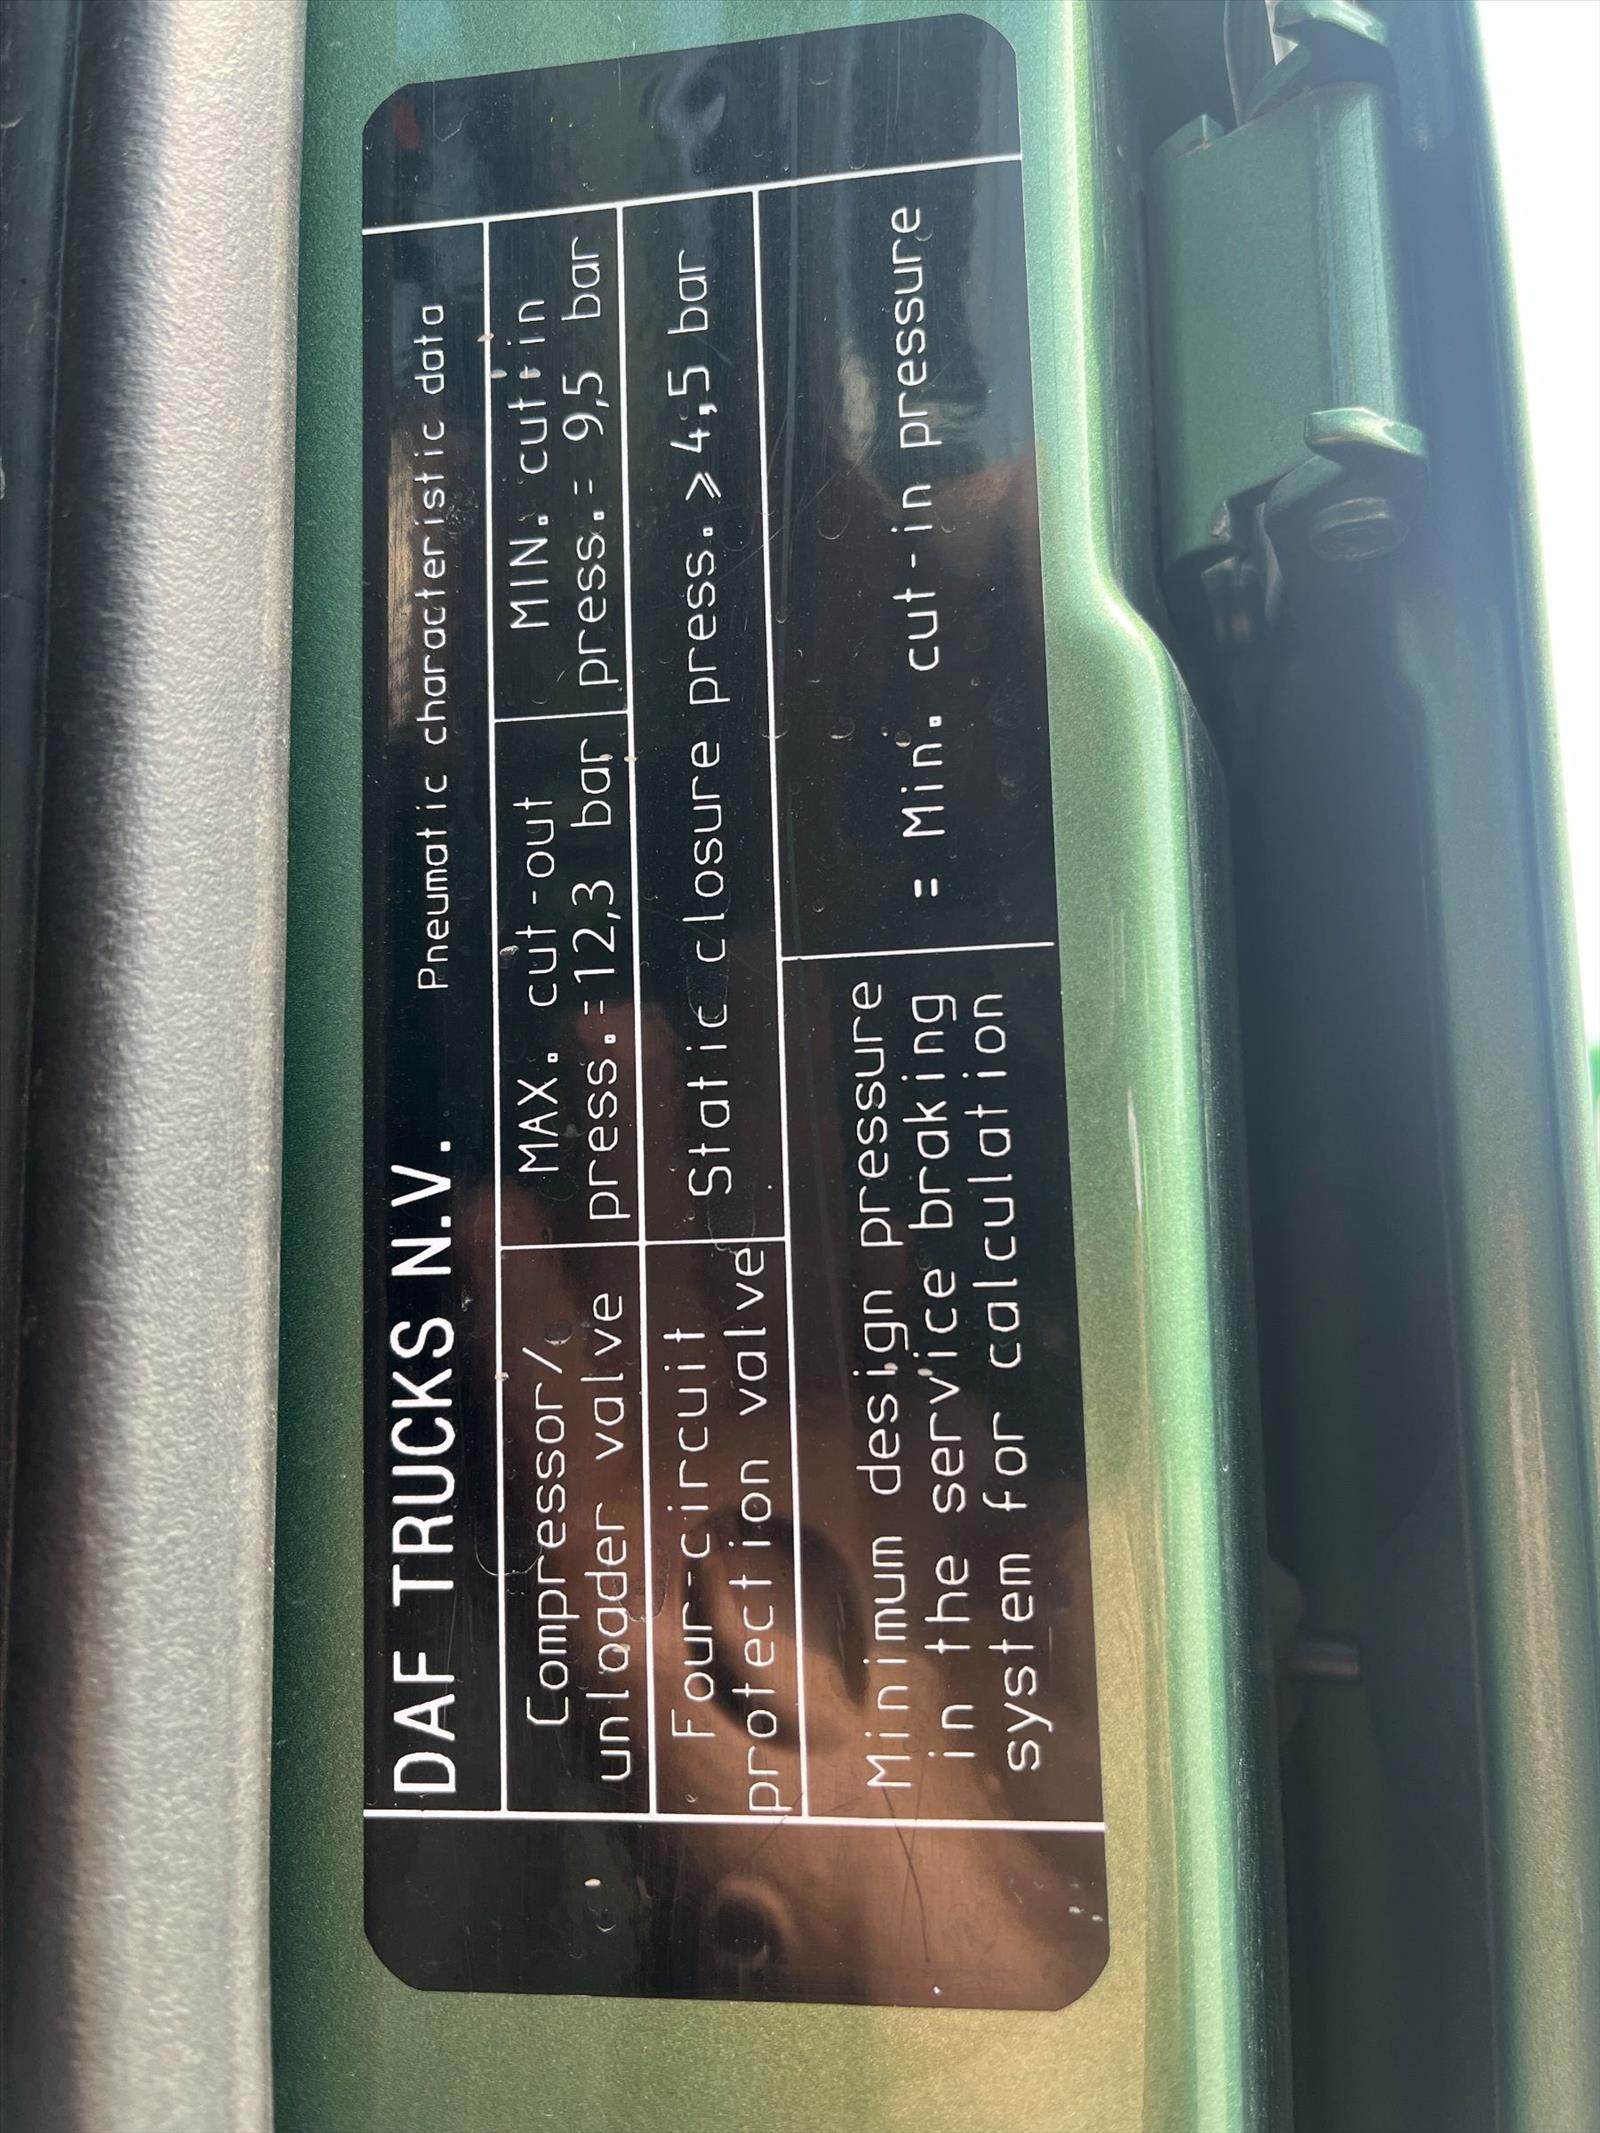 DAF TRUCKS N.V. Pneumatic characteristic data
Compressor/
unloader valve
MAX. cut-out
press.=12,3 bar
MIN. cut-in
press.= 9,5 bar
Four-circuit
protection valve
Static closure press.⩾4,5 bar
Minimum design pressure
in the service braking
system for calculation
= Min. cut-in pressure